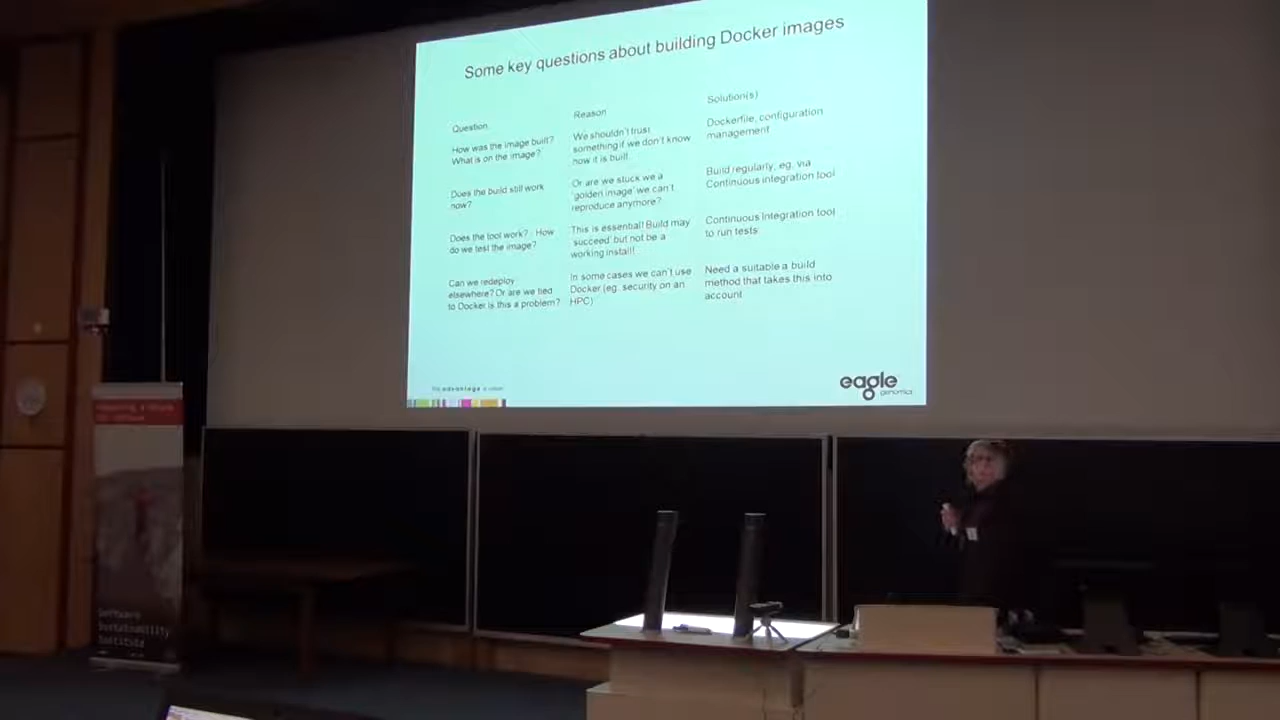 Some key questions about building Docker images
Question
Reason
Solution(s)
How was the image built?
What is on the image?
We shouldn't trust
something if we don't know
how it is built.
Dockerfile, configuration
management
Does the build still work
now?
Or are we stuck we a
'golden image' we can't
reproduce anymore?
Build regularly, eg. via
Continuous integration tool
Does the tool work? How
do we test the image?
This is essential! Build may
'succeed' but not be a
working install!
Continuous Integration tool
to run tests
Can we redeploy
elsewhere? Or are we tied
to Docker is this a problem?
In some cases we can't use
Docker (eg. security on an
HPC)
Need a suitable a build
method that takes this into
account
advantage
eagle
genomics
Software
Sustainability
Institute